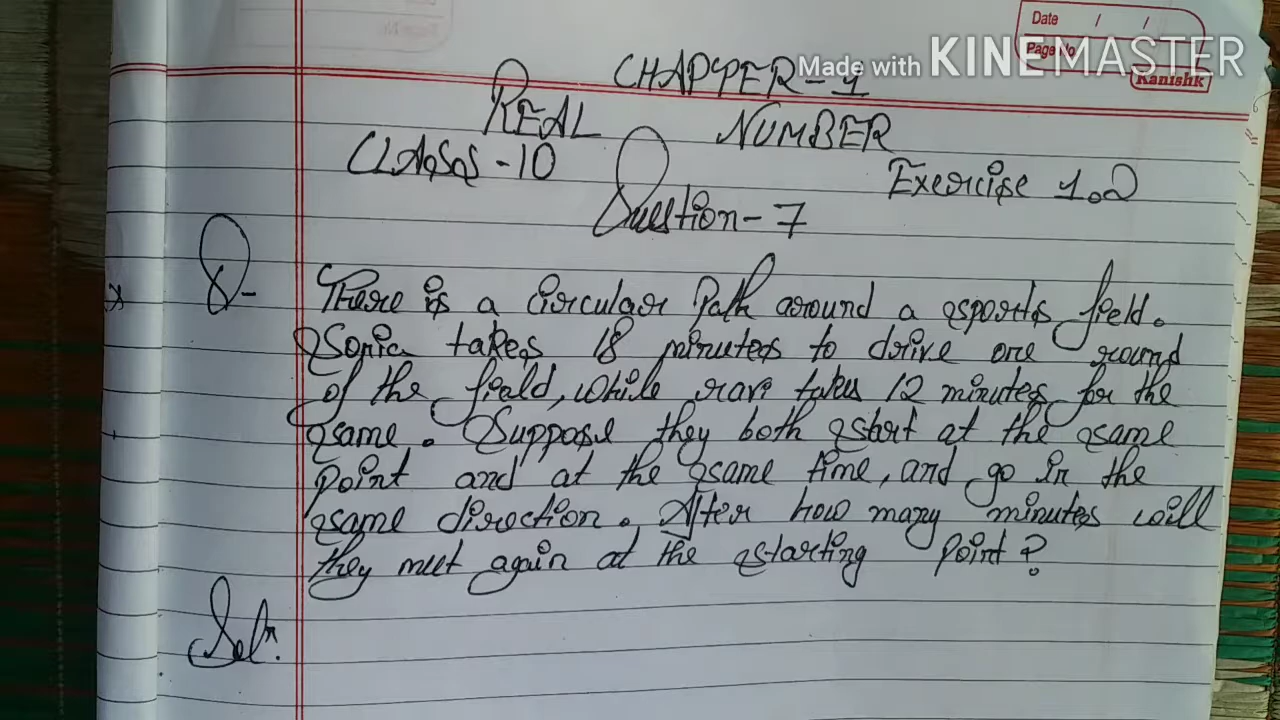 Date / /
Page No
Made with KINEMASTER
Kanishk
CHAPTER-1
REAL NUMBER
CLASS-10
Exercise 1.2
Question-7
Q- There is a circular path around a sports field.
Sonia takes 18 minutes to drive one round
of the field, while ravi takes 12 minutes for the
same. Suppose they both start at the same
point and at the same time, and go in the
same direction. After how many minutes will
they meet again at the starting point?
Solⁿ.